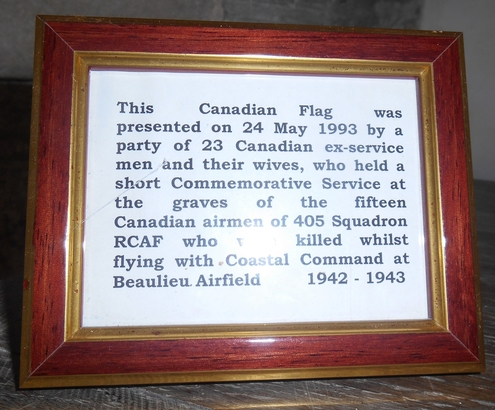 This Canadian Flag was
presented on 24 May 1993 by a
party of 23 Canadian ex-service
men and their wives, who held a
short Commemorative Service at
the graves of the fifteen
Canadian airmen of 405 Squadron
RCAF who killed whilst
flying with Coastal Command at
Beaulieu Airfield 1942 - 1943